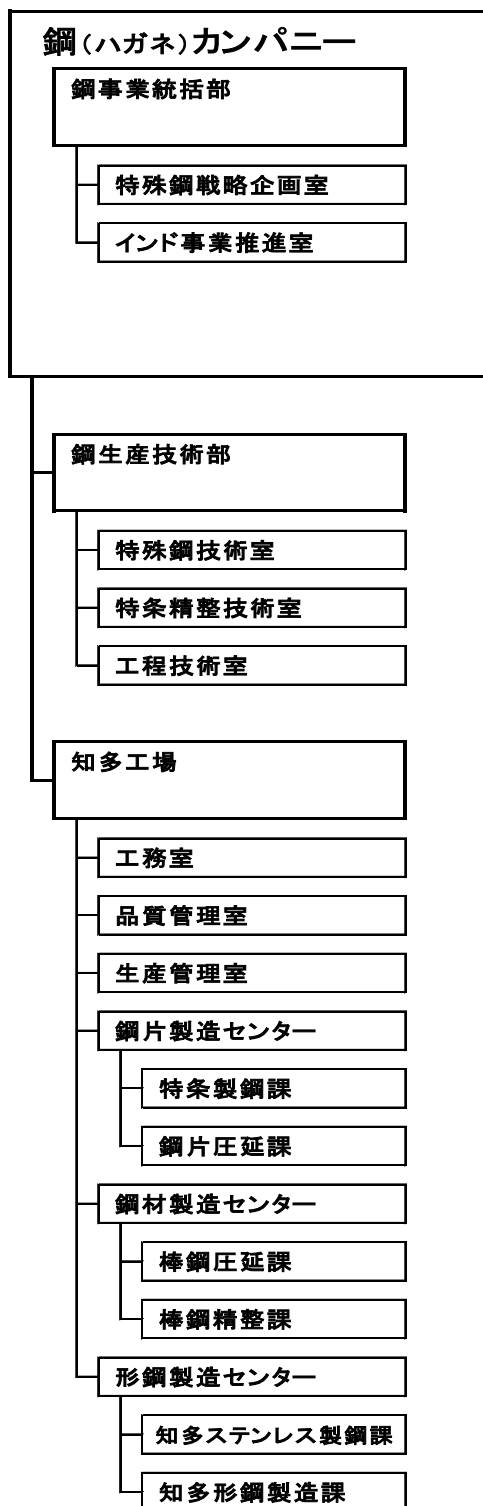 鋼(ハガネ)カンパニー
鋼事業統括部
特殊鋼戦略企画室
インド事業推進室
鋼生産技術部
特殊鋼技術室
特条精整技術室
工程技術室
知多工場
工務室
品質管理室
生産管理室
鋼片製造センター
特条製鋼課
鋼片圧延課
鋼材製造センター
棒鋼圧延課
棒鋼精整課
形鋼製造センター
知多ステンレス製鋼課
知多形鋼製造課